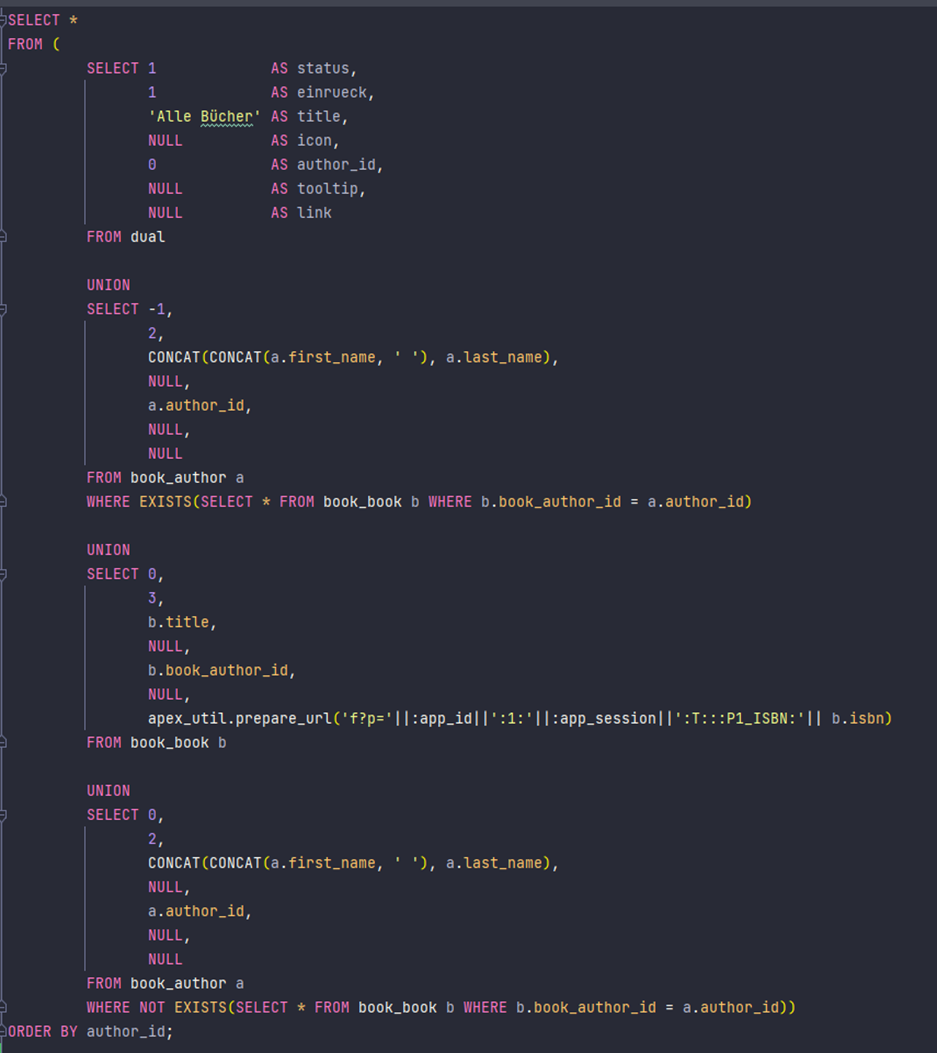 SELECT *
FROM (
SELECT 1 AS status,
1 AS einrueck,
'Alle Bücher' AS title,
NULL AS icon,
0 AS author_id,
NULL AS tooltip,
NULL AS link
FROM dual
UNION
SELECT -1,
2,
CONCAT(CONCAT(a.first_name, ' '), a.last_name),
NULL,
a.author_id,
NULL,
NULL
FROM book_author a
WHERE EXISTS(SELECT * FROM book_book b WHERE b.book_author_id = a.author_id)
UNION
SELECT 0,
3,
b.title,
NULL,
b.book_author_id,
NULL,
apex_util.prepare_url('f?p='||:app_id||':1:'||:app_session||':T:::P1_ISBN:'|| b.isbn)
FROM book_book b
UNION
SELECT 0,
2,
CONCAT(CONCAT(a.first_name, ' '), a.last_name),
NULL,
a.author_id,
NULL,
NULL
FROM book_author a
WHERE NOT EXISTS(SELECT * FROM book_book b WHERE b.book_author_id = a.author_id))
ORDER BY author_id;